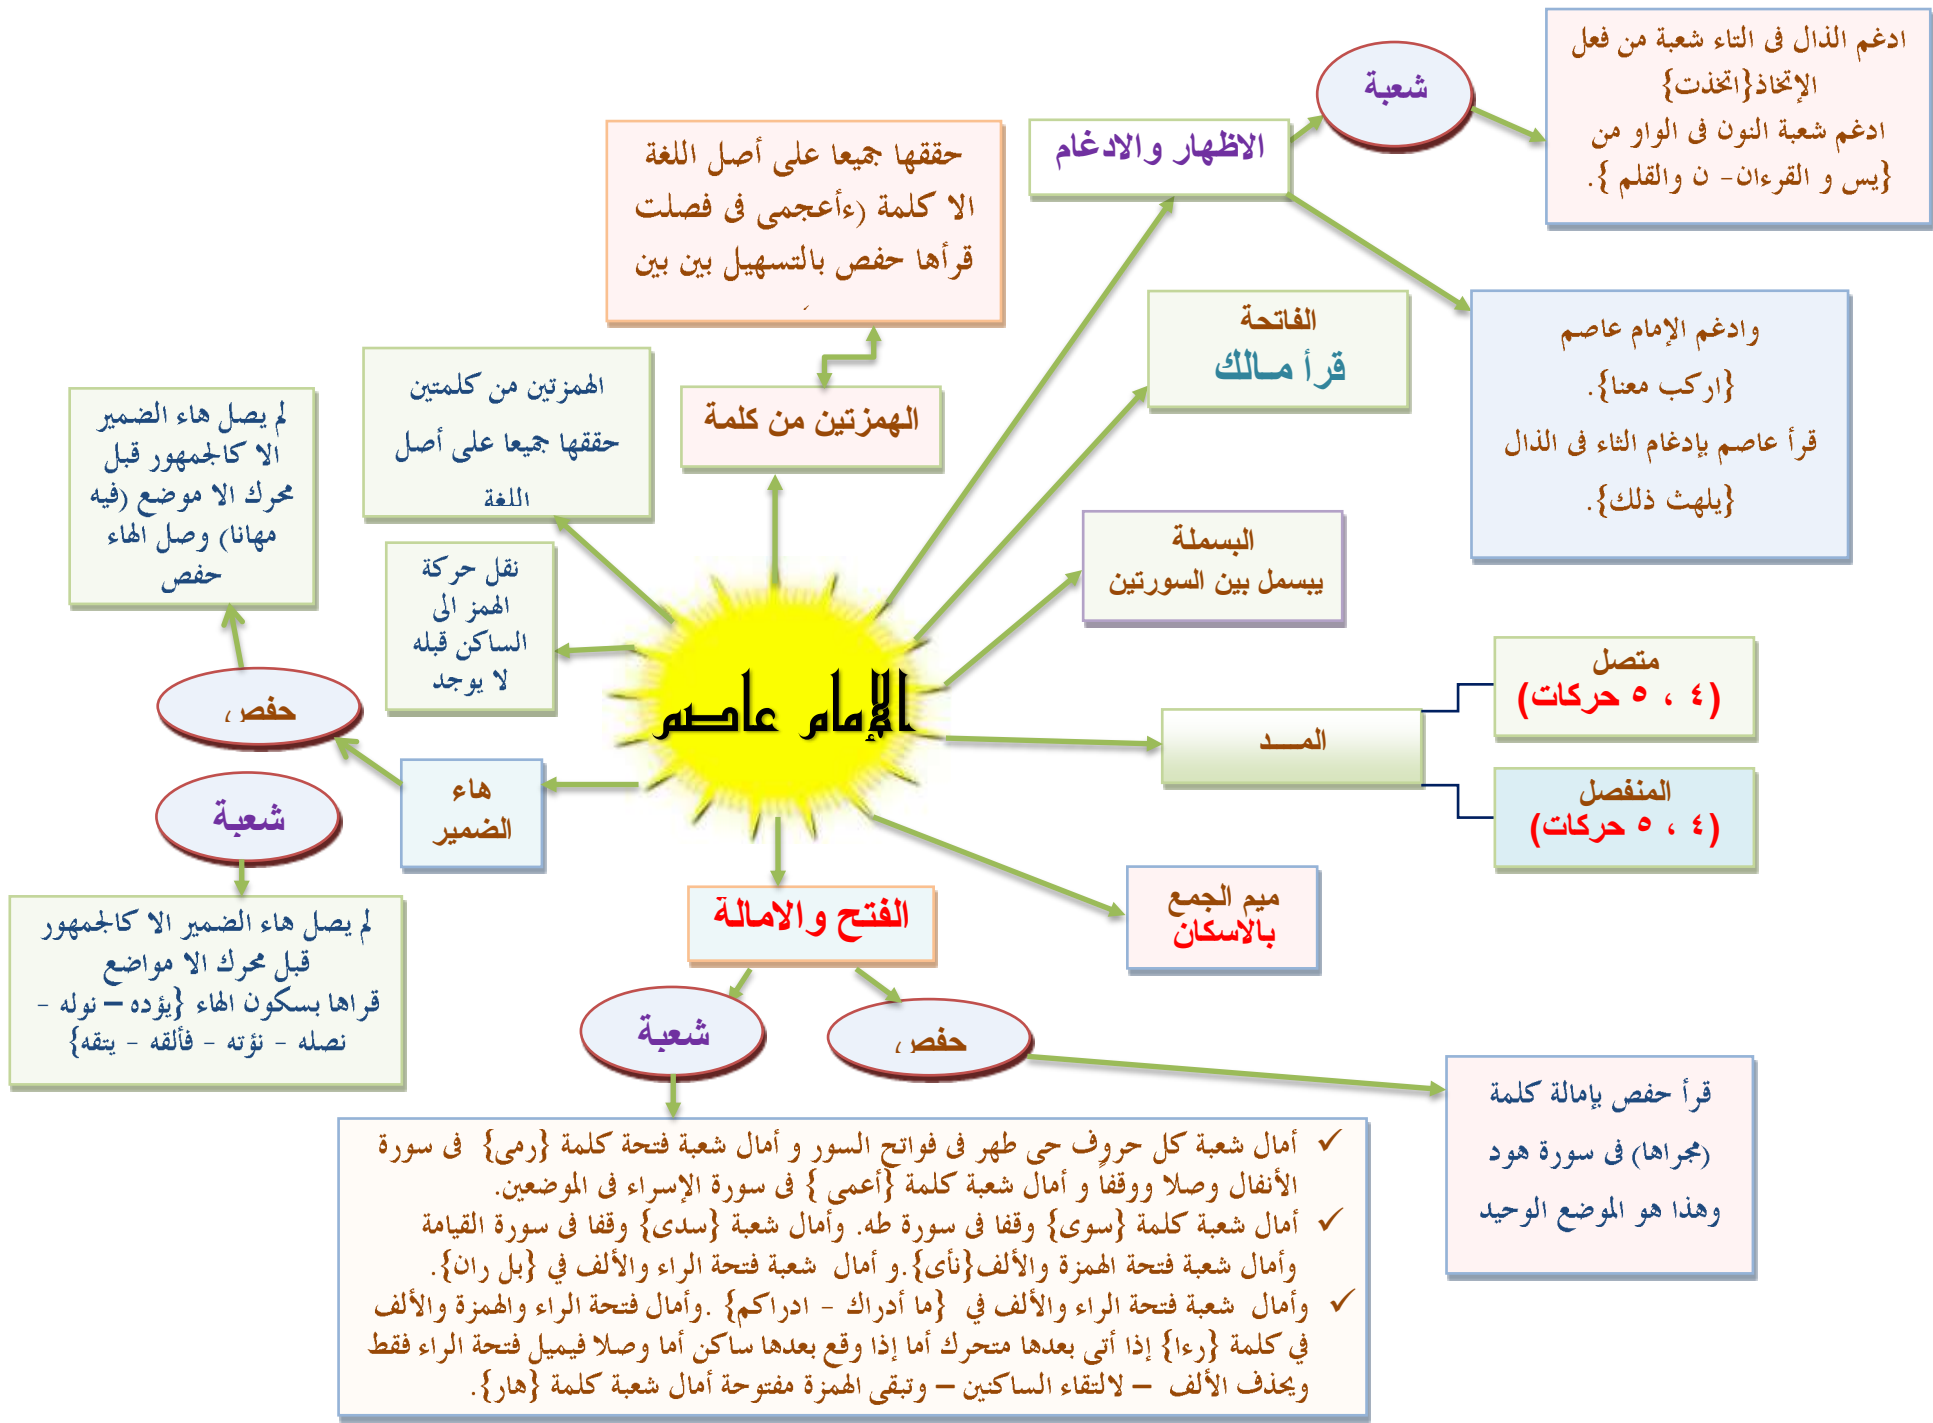 ادغم الذال فى التاء شعبة من فعل
الإتخاذ{اتخذت}
ادغم شعبة النون فى الواو من
{يس و القرءان- ن والقلم }.
شعبة
الاظهار والادغام
وادغم الإمام عاصم
{اركب معنا}.
قرأ عاصم بإدغام الثاء فى الذال
{يلهث ذلك}.
الفاتحة
قرأ مــالك
البسملة
يبسمل بين السورتين
متصل
(٤ ، ٥ حركات)
المــــد
المنفصل
(٤ ، ٥ حركات)
ميم الجمع
بالاسكان
حققها جميعا على أصل اللغة
الا كلمة (ءأعجمى فى فصلت
قرأها حفص بالتسهيل بين بين
الهمزتين من كلمة
الهمزتين من كلمتين
حققها جميعا على أصل
اللغة
نقل حركة
الهمز الى
الساكن قبله
لا يوجد
الإمام عاصم
لم يصل هاء الضمير
الا كالجمهور قبل
محرك الا موضع (فيه
مهانا) وصل الهاء
حفص
حفص
هاء
الضمير
شعبة
لم يصل هاء الضمير الا كالجمهور
قبل محرك الا مواضع
قراها بسكون الهاء {يؤده – نوله -
نصله - نؤته - فألقه - يتقه}
الفتح والامالة
حفص
شعبة
قرأ حفص بإمالة كلمة
(مجراها) فى سورة هود
وهذا هو الموضع الوحيد
✓ أمال شعبة كل حروف حى طهر فى فواتح السور و أمال شعبة فتحة كلمة {رمى} فى سورة
الأنفال وصلا ووقفاً و أمال شعبة كلمة {أعمى } فى سورة الإسراء فى الموضعين.
✓ أمال شعبة كلمة {سوى} وقفا فى سورة طه. وأمال شعبة {سدى} وقفا فى سورة القيامة
وأمال شعبة فتحة الهمزة والألف{نأى}.و أمال شعبة فتحة الراء والألف في {بل ران}.
✓ وأمال شعبة فتحة الراء والألف في {ما أدراك - ادراكم} .وأمال فتحة الراء والهمزة والألف
في كلمة {رءا} إذا أتى بعدها متحرك أما إذا وقع بعدها ساكن أما وصلا فيميل فتحة الراء فقط
ويحذف الألف – لالتقاء الساكنين – وتبقى الهمزة مفتوحة أمال شعبة كلمة {هار}.